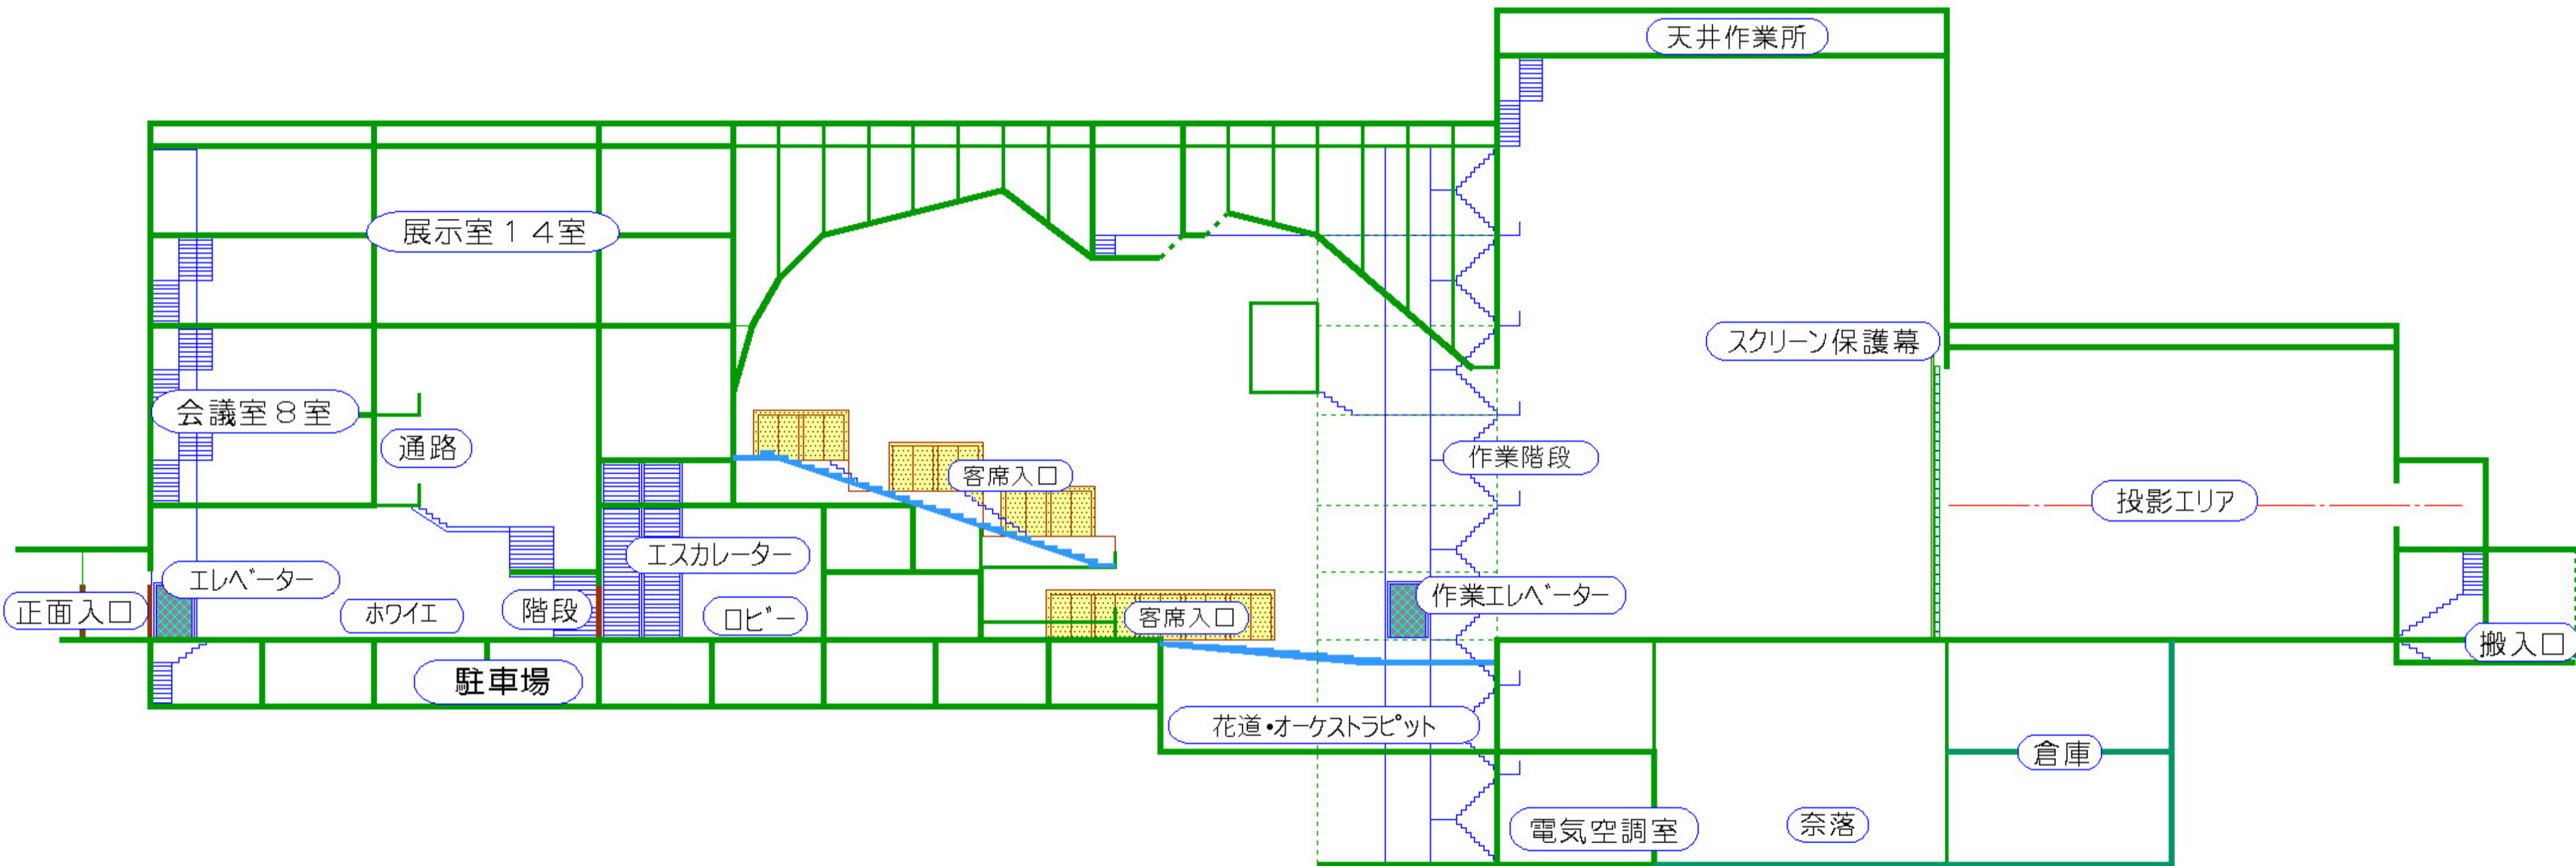 天井作業所
展示室14室
スクリーン保護幕
会議室8室
通路
客席入口
作業階段
投影エリア
エスカレーター
エレベーター
作業エレベーター
正面入口
ホワイエ
階段
ロビー
客席入口
搬入口
駐車場
花道・オーケストラピット
倉庫
電気空調室
奈落